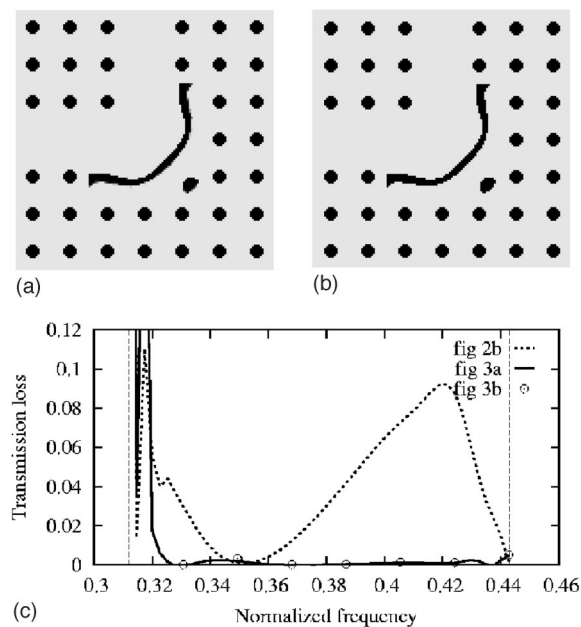 (a)
(b)
(c)
Transmission loss
0.12
0.1
0.08
0.06
0.04
0.02
0
fig 2b
fig 3a
fig 3b
0.3 0.32 0.34 0.36 0.38 0.4 0.42 0.44 0.46
Normalized frequency